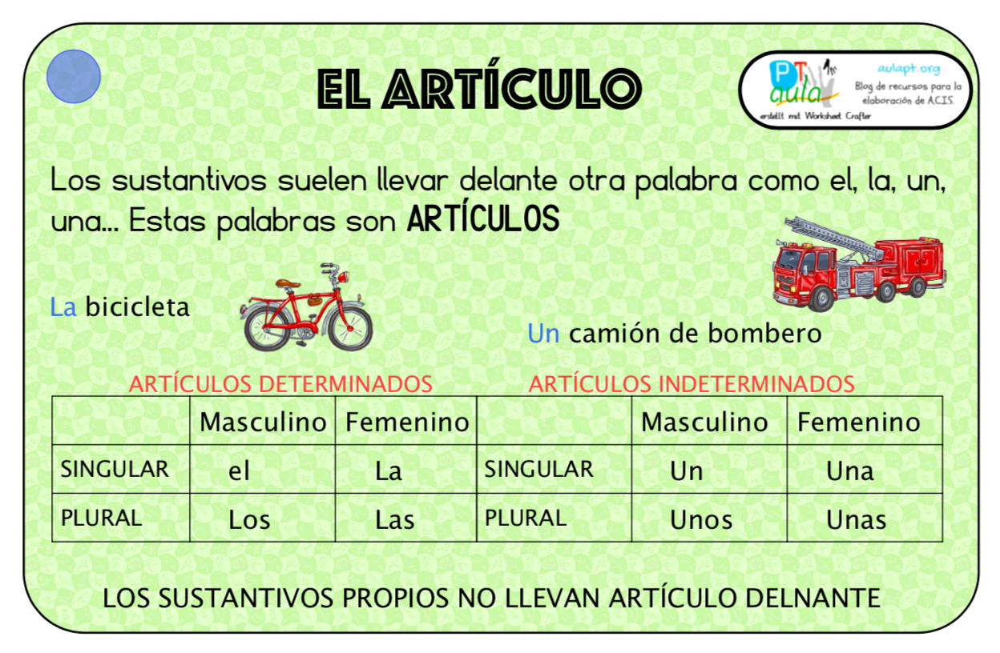 EL ARTÍCULO
PT
aula
aulapt.org
Blog de recursos para la
elaboración de A.C.I.S.
erstellt mit Worksheet Crafter
Los sustantivos suelen llevar delante otra palabra como el, la, un,
una... Estas palabras son ARTÍCULOS
La bicicleta
Un camión de bombero
ARTÍCULOS DETERMINADOS
Masculino Femenino
SINGULAR el La
PLURAL Los Las
ARTÍCULOS INDETERMINADOS
Masculino Femenino
SINGULAR Un Una
PLURAL Unos Unas
LOS SUSTANTIVOS PROPIOS NO LLEVAN ARTÍCULO DELNANTE